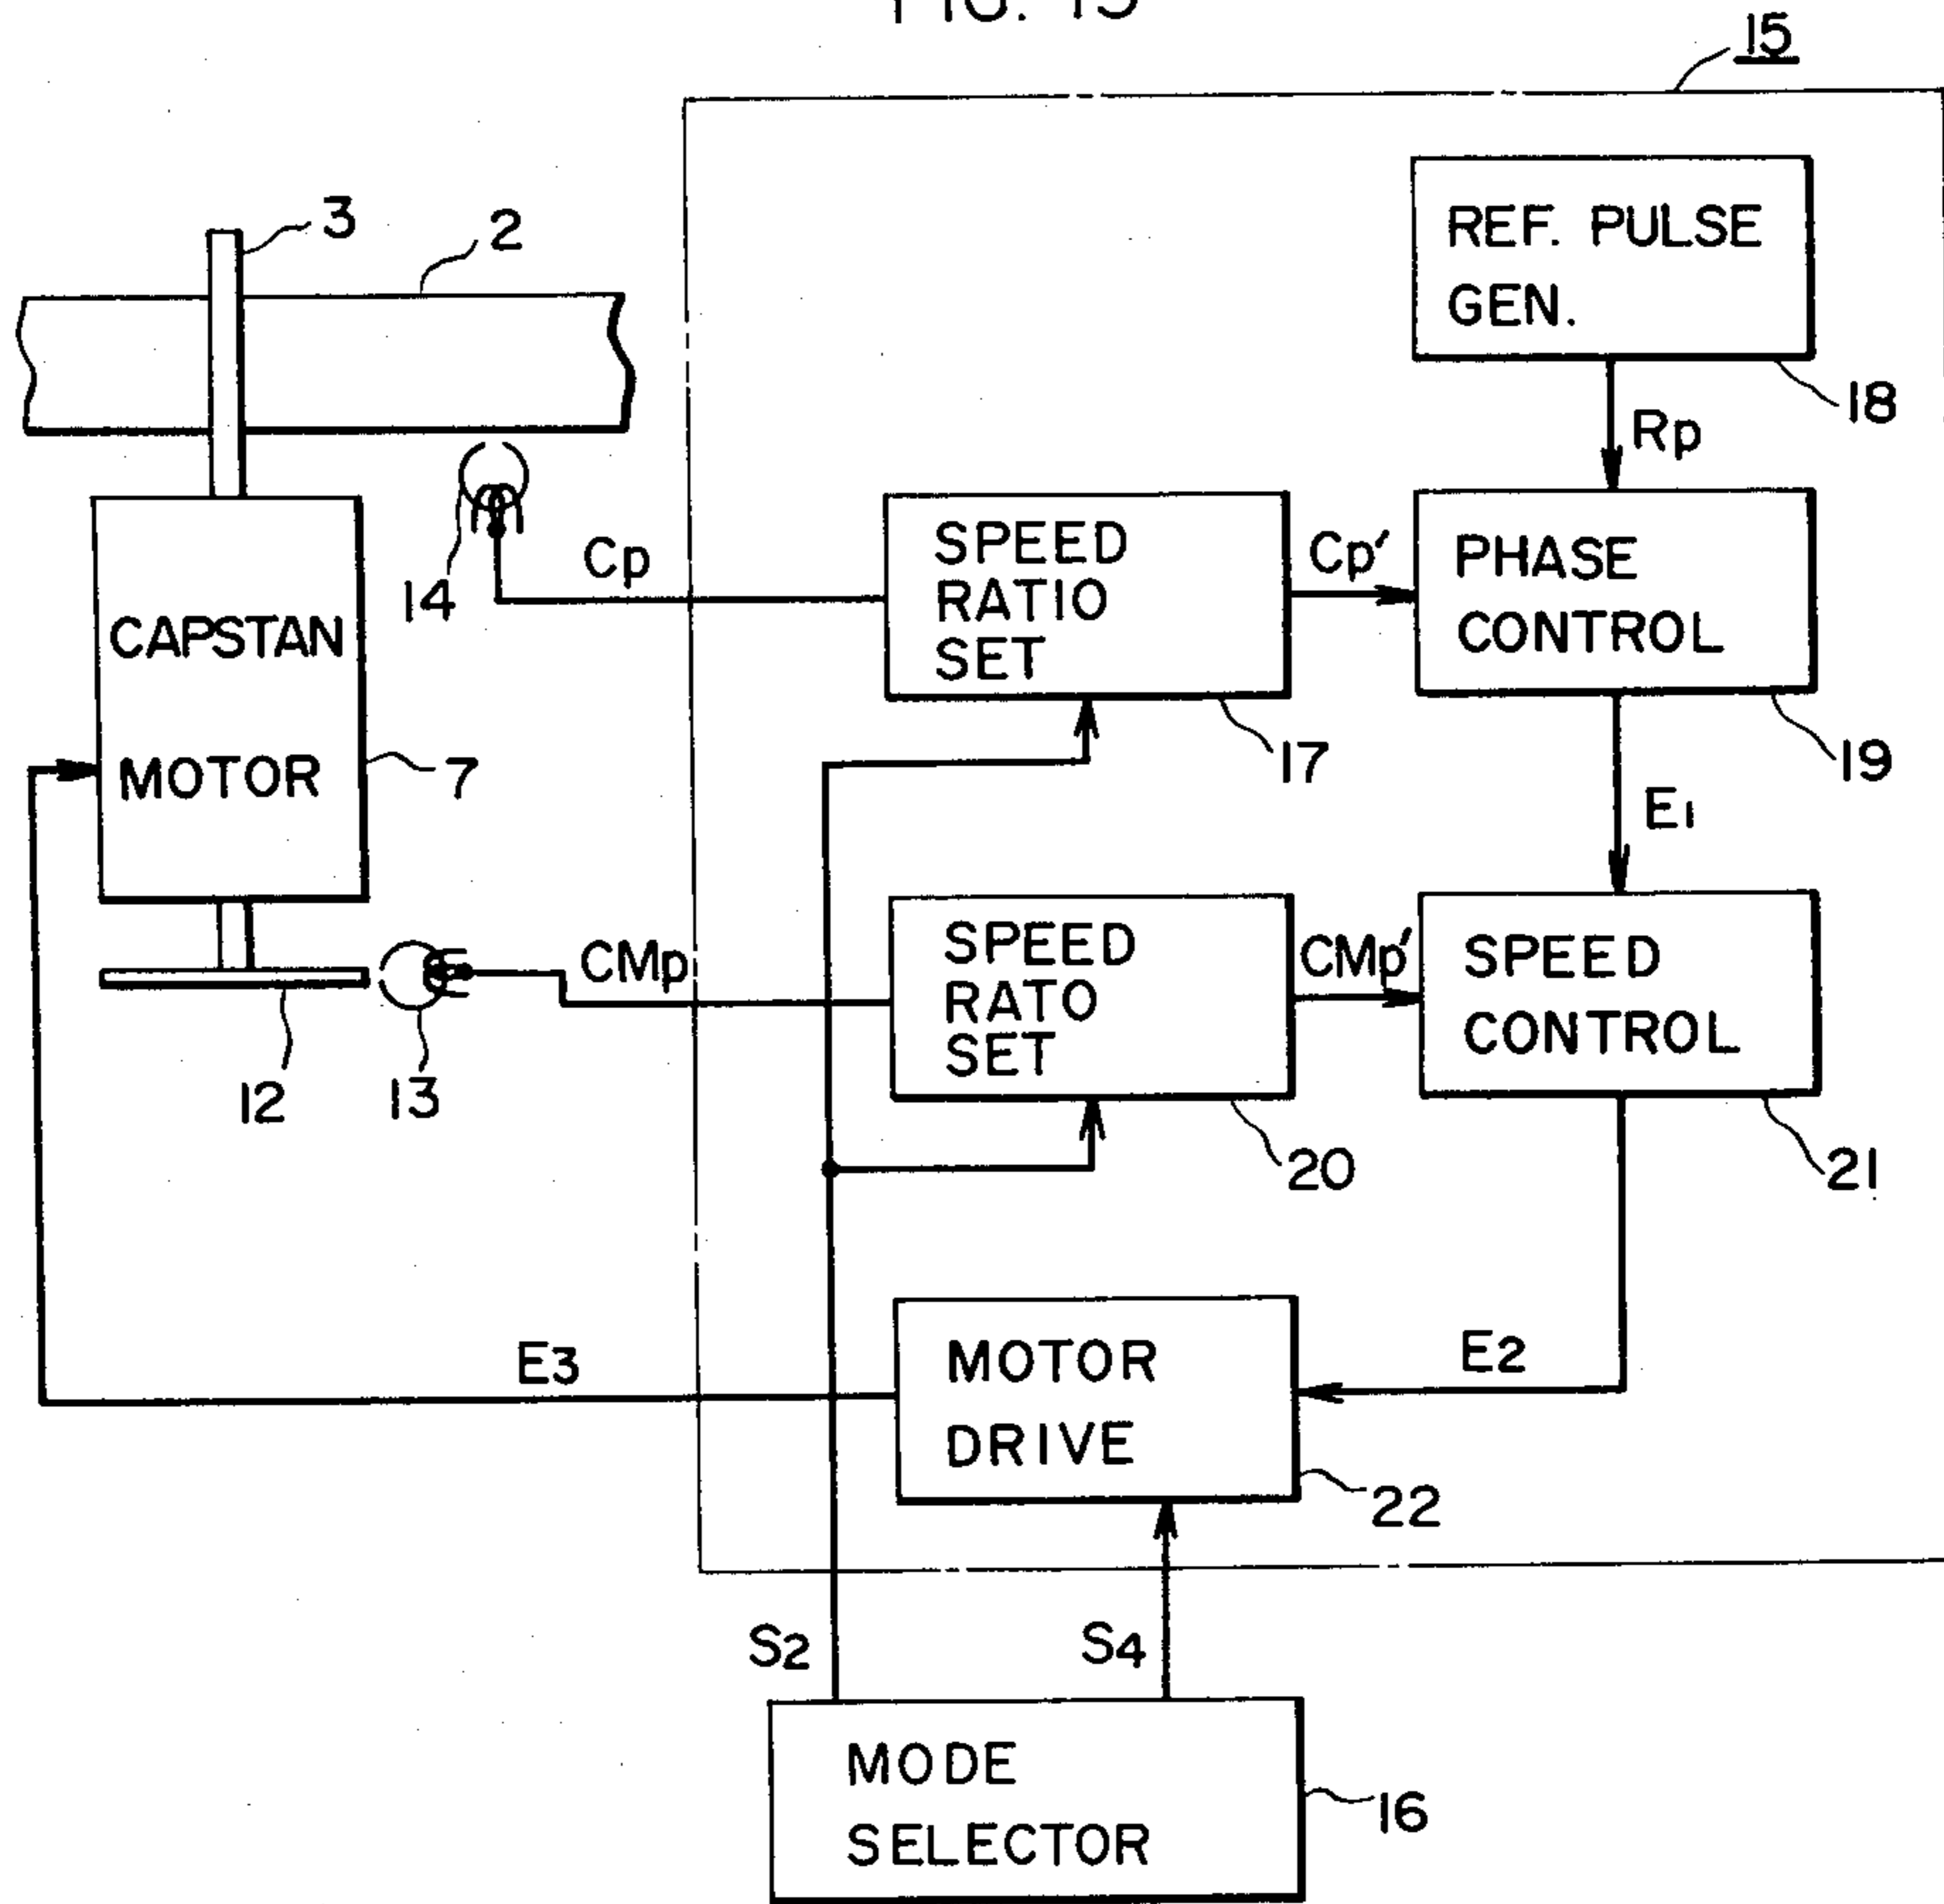 FIG. 15
15
3
2
REF. PULSE
GEN.
18
Rp
14
Cp
SPEED
RATIO
SET
17
Cp'
PHASE
CONTROL
19
CAPSTAN
MOTOR
7
E1
12
13
CMp
SPEED
RATO
SET
20
CMp'
SPEED
CONTROL
21
E3
MOTOR
DRIVE
22
E2
S2
S4
MODE
SELECTOR
16